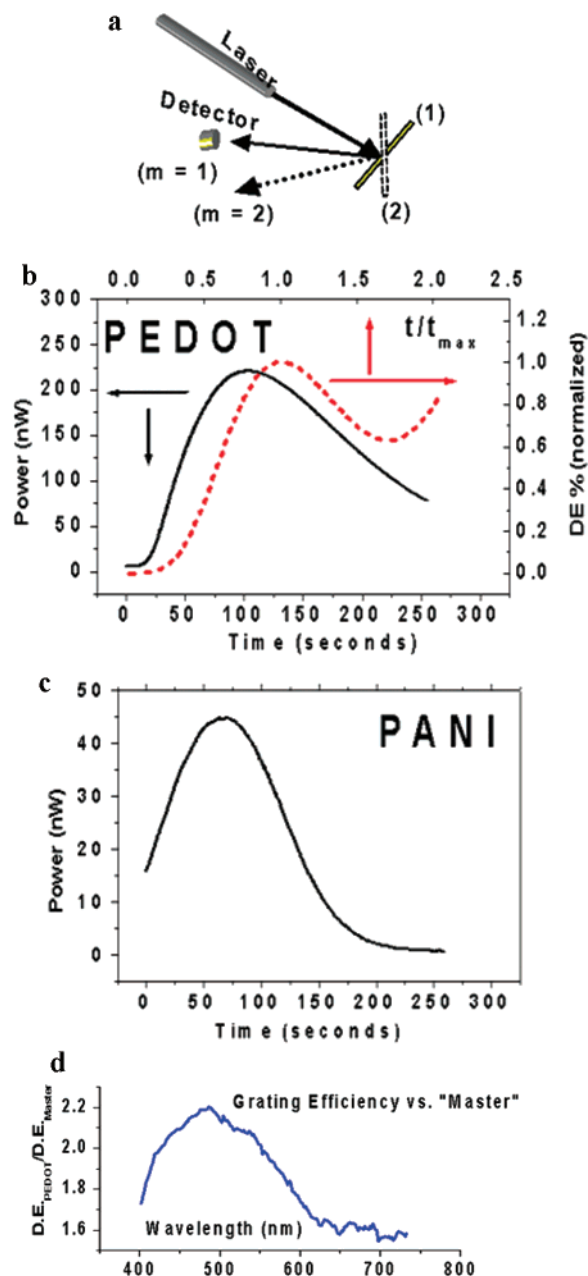 a
Laser
Detector
(m = 1)
(m = 2)
(1)
(2)
b
0.0 0.5 1.0 1.5 2.0 2.5
300
250
200
150
100
50
0
Power (nW)
PEDOT
t/tmax
1.2
1.0
0.8
0.6
0.4
0.2
0.0
DE % (normalized)
0 50 100 150 200 250 300
Time (seconds)
c
50
40
30
20
10
0
Power (nW)
PANI
0 50 100 150 200 250 300
Time (seconds)
d
2.2
2.0
1.8
1.6
D.E.PEDOT/D.E.Master
Grating Efficiency vs. "Master"
Wavelength (nm)
400 500 600 700 800